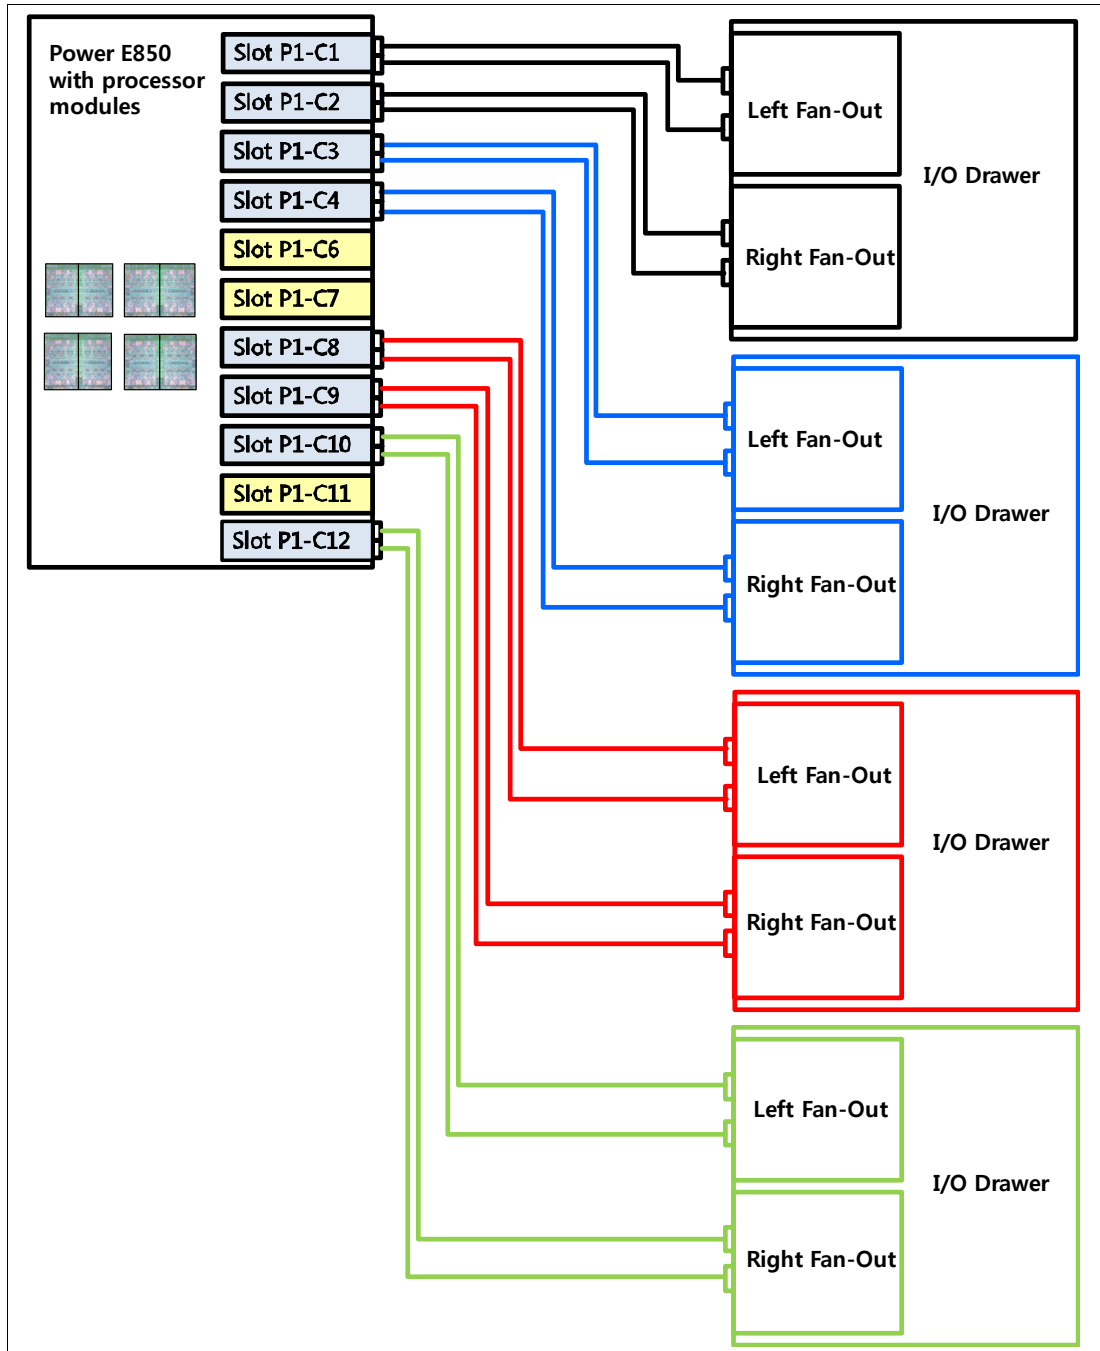 Power E850
with processor
modules
Slot P1-C1
Slot P1-C2
Slot P1-C3
Slot P1-C4
Slot P1-C6
Slot P1-C7
Slot P1-C8
Slot P1-C9
Slot P1-C10
Slot P1-C11
Slot P1-C12
Left Fan-Out
Right Fan-Out
I/O Drawer
Left Fan-Out
Right Fan-Out
I/O Drawer
Left Fan-Out
Right Fan-Out
I/O Drawer
Left Fan-Out
Right Fan-Out
I/O Drawer